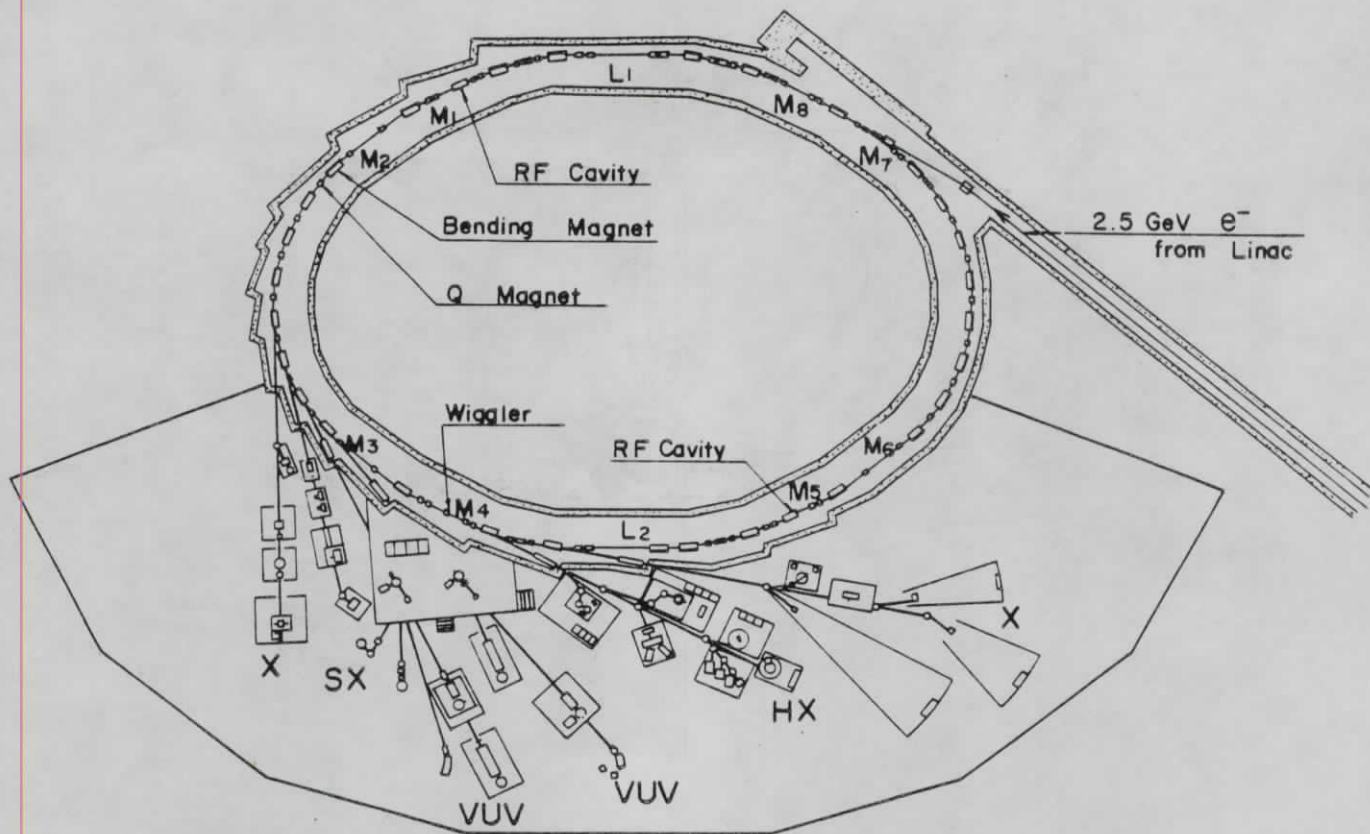 L1
M1
M8
M2
M7
RF Cavity
Bending Magnet
2.5 GeV e-
from Linac
Q Magnet
Wiggler
M3
RF Cavity
M6
M4
M5
L2
X
SX
X
HX
VUV
VUV